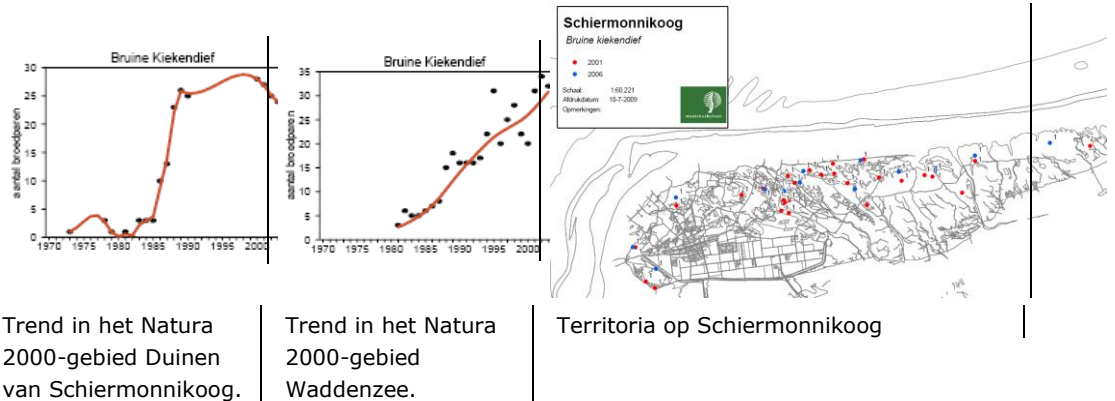 Bruine Kiekendief
aantal broedparen
30
25
20
15
10
5
0
1970 1975 1980 1985 1990 1995 2000
Bruine Kiekendief
aantal broedparen
35
30
25
20
15
10
5
0
1970 1975 1980 1985 1990 1995 2000
Schiermonnikoog
Bruine kiekendief
2001
2006
Schaal: 1:60.221
Afdrukdatum: 10-7-2009
Opmerkingen:
Trend in het Natura
2000-gebied Duinen
van Schiermonnikoog.
Trend in het Natura
2000-gebied
Waddenzee.
Territoria op Schiermonnikoog